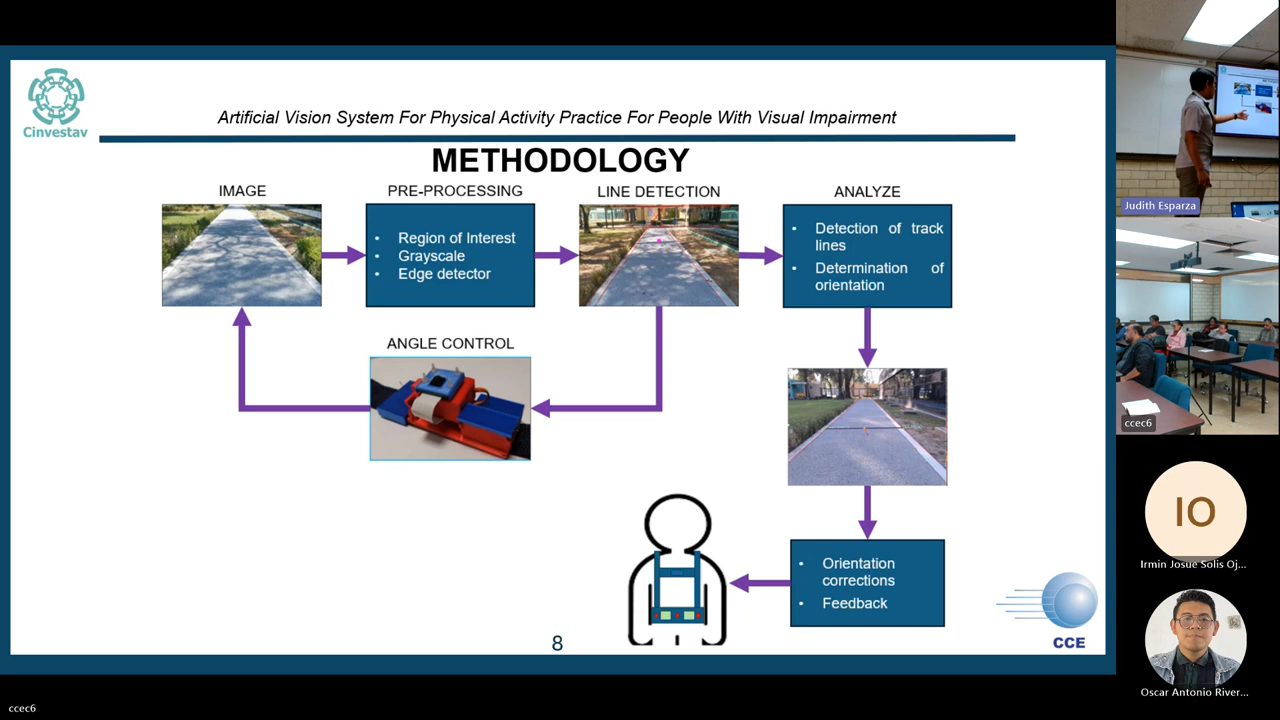 Cinvestav
Artificial Vision System For Physical Activity Practice For People With Visual Impairment
METHODOLOGY
IMAGE
PRE-PROCESSING
LINE DETECTION
ANALYZE
• Region of Interest
• Grayscale
• Edge detector
• Detection of track
lines
• Determination of
orientation
ANGLE CONTROL
• Orientation
corrections
• Feedback
8
CCE
Judith Esparza
ccec6
IO
Irmin Josue Solis Oj...
Oscar Antonio River...
ccec6